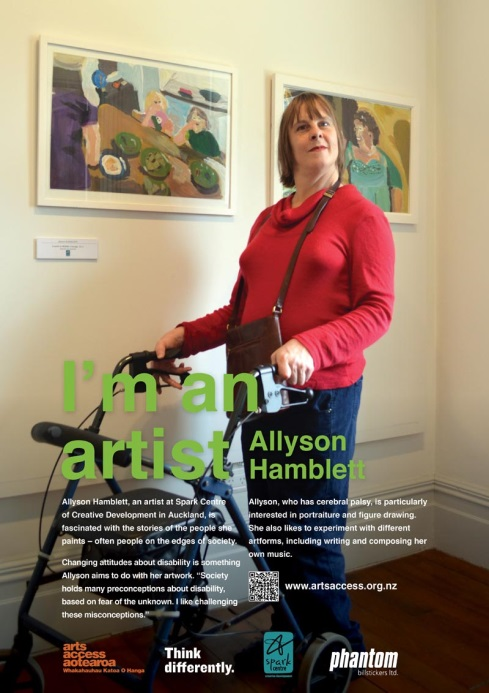 I'm an
artist
Allyson
Hamblett
Allyson Hamblett, an artist at Spark Centre
of Creative Development in Auckland, is
fascinated with the stories of the people she
paints – often people on the edges of society.
Changing attitudes about disability is something
Allyson aims to do with her artwork. “Society
holds many preconceptions about disability,
based on fear of the unknown. I like challenging
these misconceptions.”
Allyson, who has cerebral palsy, is particularly
interested in portraiture and figure drawing.
She also likes to experiment with different
artforms, including writing and composing her
own music.
www.artsaccess.org.nz
arts
access
aotearoa
Whakahauhau Katoa O Hanga
Think
differently.
spark
centre
phantom
billstickers ltd.